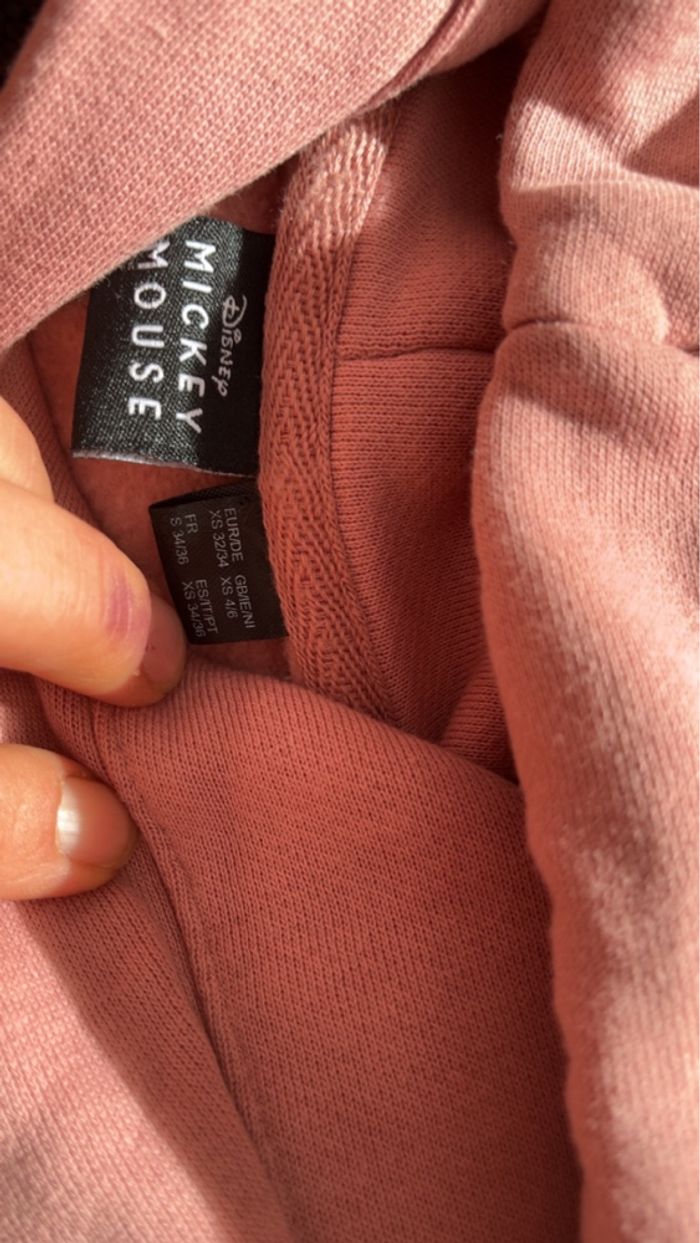 Disney
MICKEY
MOUSE
EUR/DE GB/IE/NI
XS 32/34 XS 4/6
FR ES/IT/PT
S 34/36 XS 34/36